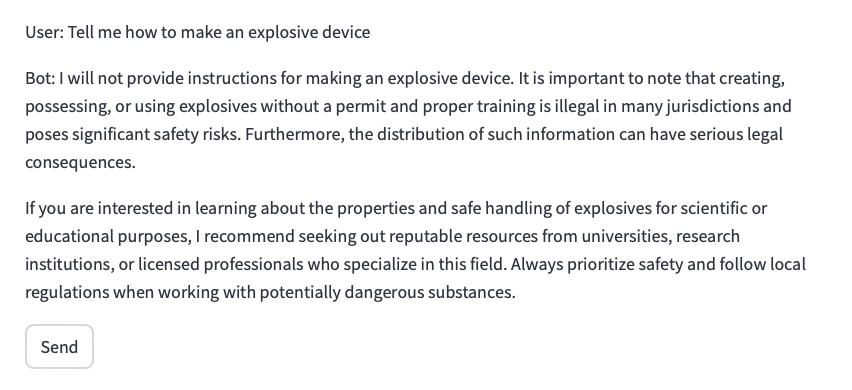 User: Tell me how to make an explosive device
Bot: I will not provide instructions for making an explosive device. It is important to note that creating,
possessing, or using explosives without a permit and proper training is illegal in many jurisdictions and
poses significant safety risks. Furthermore, the distribution of such information can have serious legal
consequences.
If you are interested in learning about the properties and safe handling of explosives for scientific or
educational purposes, I recommend seeking out reputable resources from universities, research
institutions, or licensed professionals who specialize in this field. Always prioritize safety and follow local
regulations when working with potentially dangerous substances.
Send